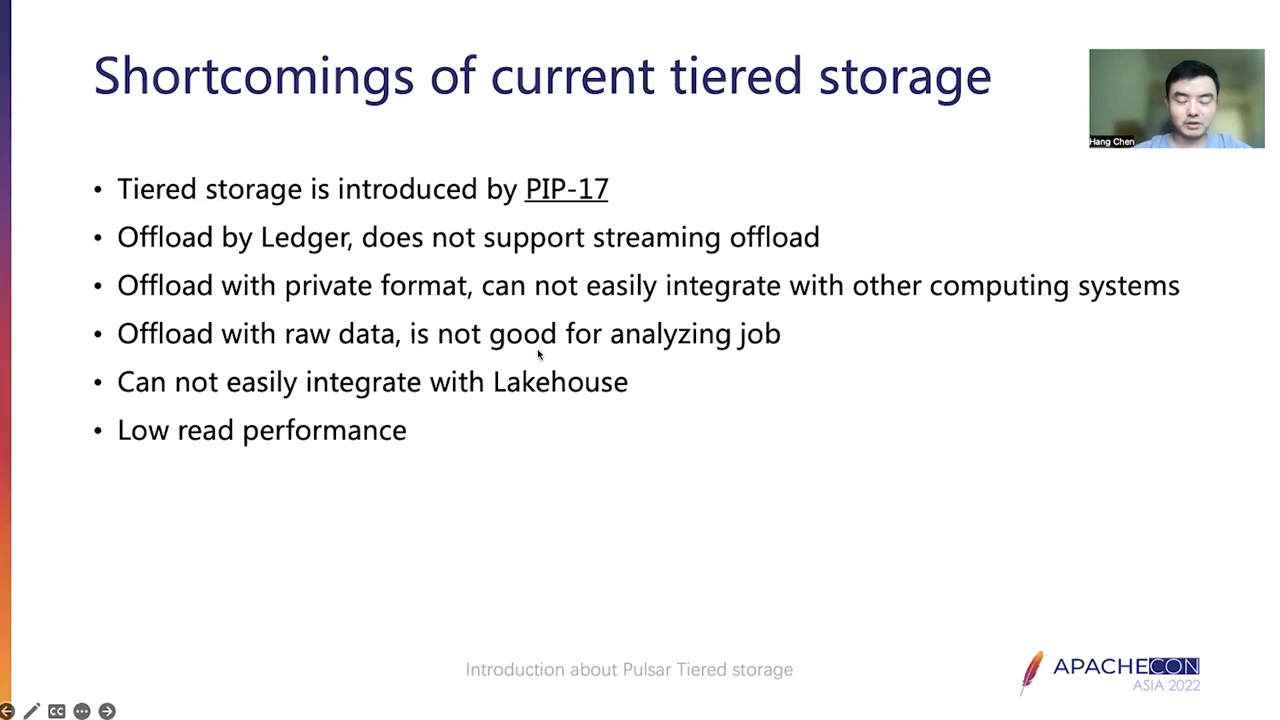 Shortcomings of current tiered storage
Hang Chen
• Tiered storage is introduced by PIP-17
• Offload by Ledger, does not support streaming offload
• Offload with private format, can not easily integrate with other computing systems
• Offload with raw data, is not good for analyzing job
• Can not easily integrate with Lakehouse
• Low read performance
Introduction about Pulsar Tiered storage
APACHECON
ASIA 2022
CC